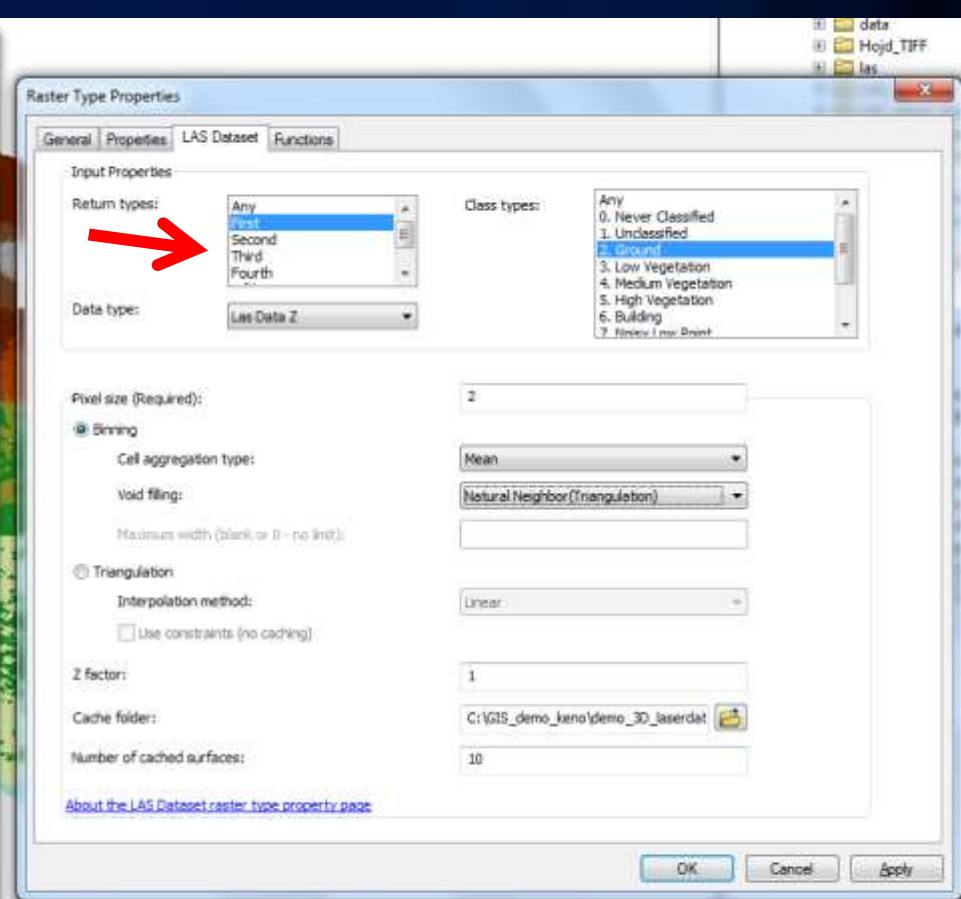 data
Hojd_TIFF
las
Raster Type Properties
General Properties LAS Dataset Functions
Input Properties
Return types:
Any
First
Second
Third
Fourth
Class types:
Any
0. Never Classified
1. Unclassified
2. Ground
3. Low Vegetation
4. Medium Vegetation
5. High Vegetation
6. Building
7. Noisy Low Point
Data type:
Las Data Z
Pixel size (Required):
2
Binning
Cell aggregation type:
Mean
Void filling:
Natural Neighbor(Triangulation)
Maximum width (blank or 0 - no limit):
Triangulation
Interpolation method:
Linear
Use constraints (no caching)
Z factor:
1
Cache folder:
C:\GIS_demo_keno\demo_3D_laserdat
Number of cached surfaces:
10
About the LAS Dataset raster type property page
OK Cancel Apply